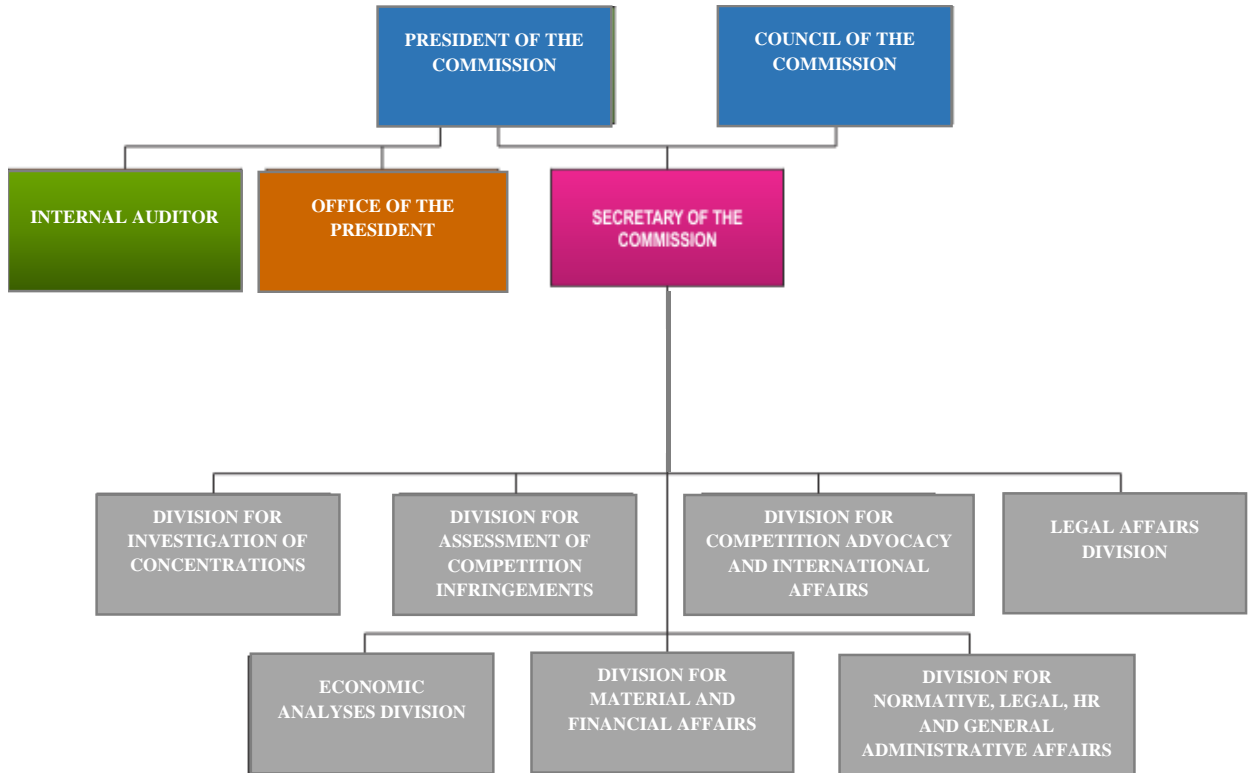 PRESIDENT OF THE
COMMISSION
COUNCIL OF THE
COMMISSION
INTERNAL AUDITOR
OFFICE OF THE
PRESIDENT
SECRETARY OF THE
COMMISSION
DIVISION FOR
INVESTIGATION OF
CONCENTRATIONS
DIVISION FOR
ASSESSMENT OF
COMPETITION
INFRINGEMENTS
DIVISION FOR
COMPETITION ADVOCACY
AND INTERNATIONAL
AFFAIRS
LEGAL AFFAIRS
DIVISION
ECONOMIC
ANALYSES DIVISION
DIVISION FOR
MATERIAL AND
FINANCIAL AFFAIRS
DIVISION FOR
NORMATIVE, LEGAL, HR
AND GENERAL
ADMINISTRATIVE AFFAIRS